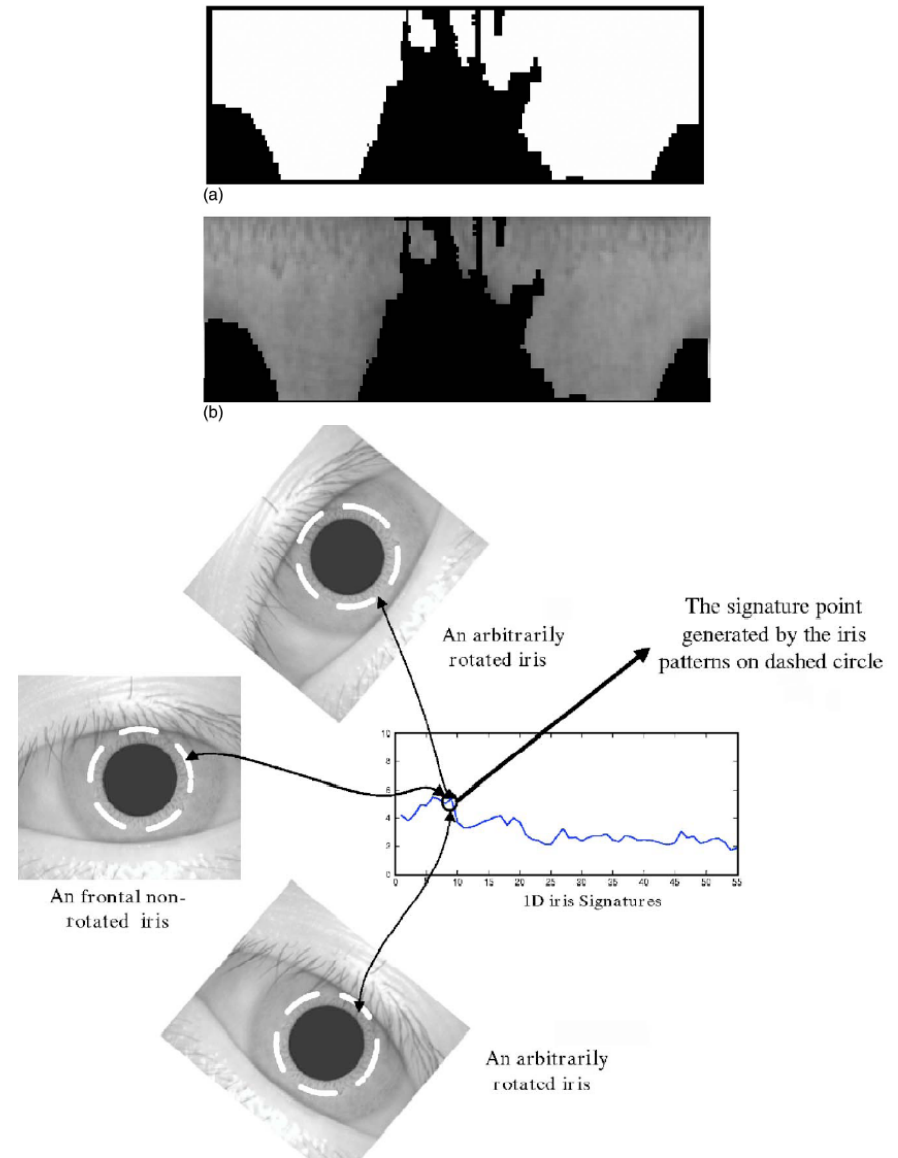 (a)
(b)
An arbitrarily
rotated iris
The signature point
generated by the iris
patterns on dashed circle
10
8
6
4
2
0
0 5 10 15 20 25 30 35 40 45 50 55
1D iris Signatures
An frontal non-
rotated iris
An arbitrarily
rotated iris